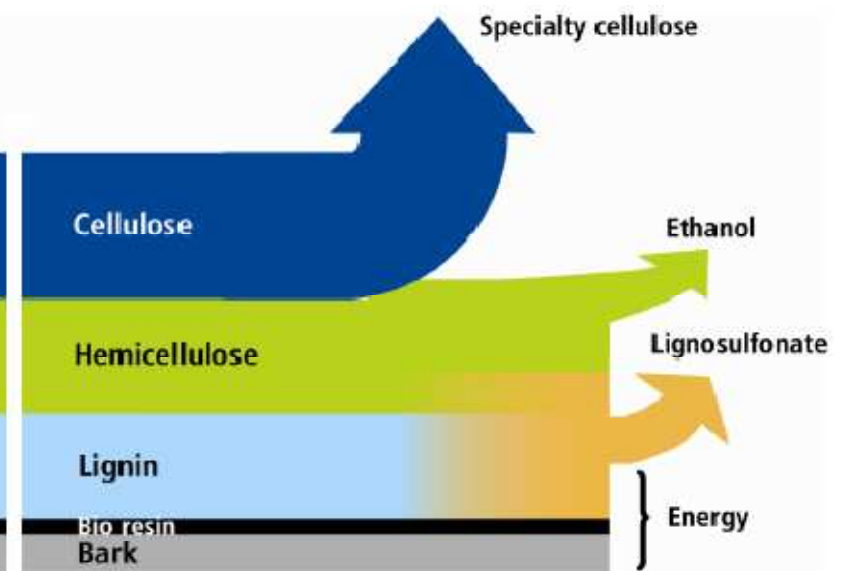 Specialty cellulose
Cellulose
Ethanol
Hemicellulose
Lignosulfonate
Lignin
Bio resin
Energy
Bark